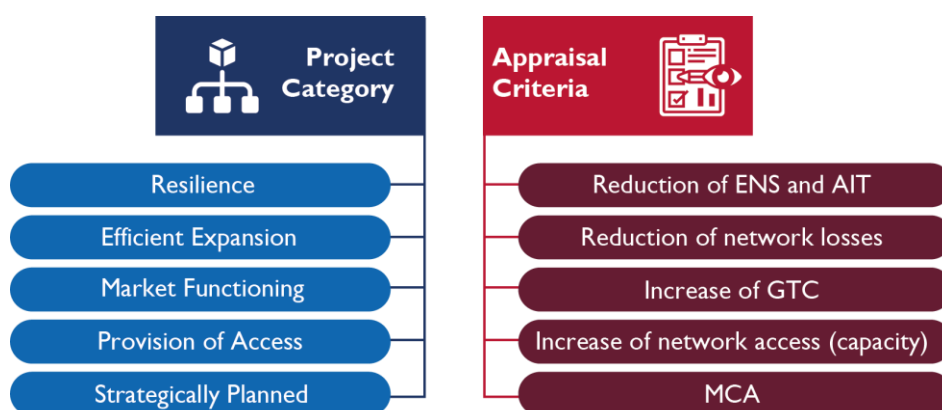 Project
Category
Appraisal
Criteria
Resilience
Reduction of ENS and AIT
Efficient Expansion
Reduction of network losses
Market Functioning
Increase of GTC
Provision of Access
Increase of network access (capacity)
Strategically Planned
MCA